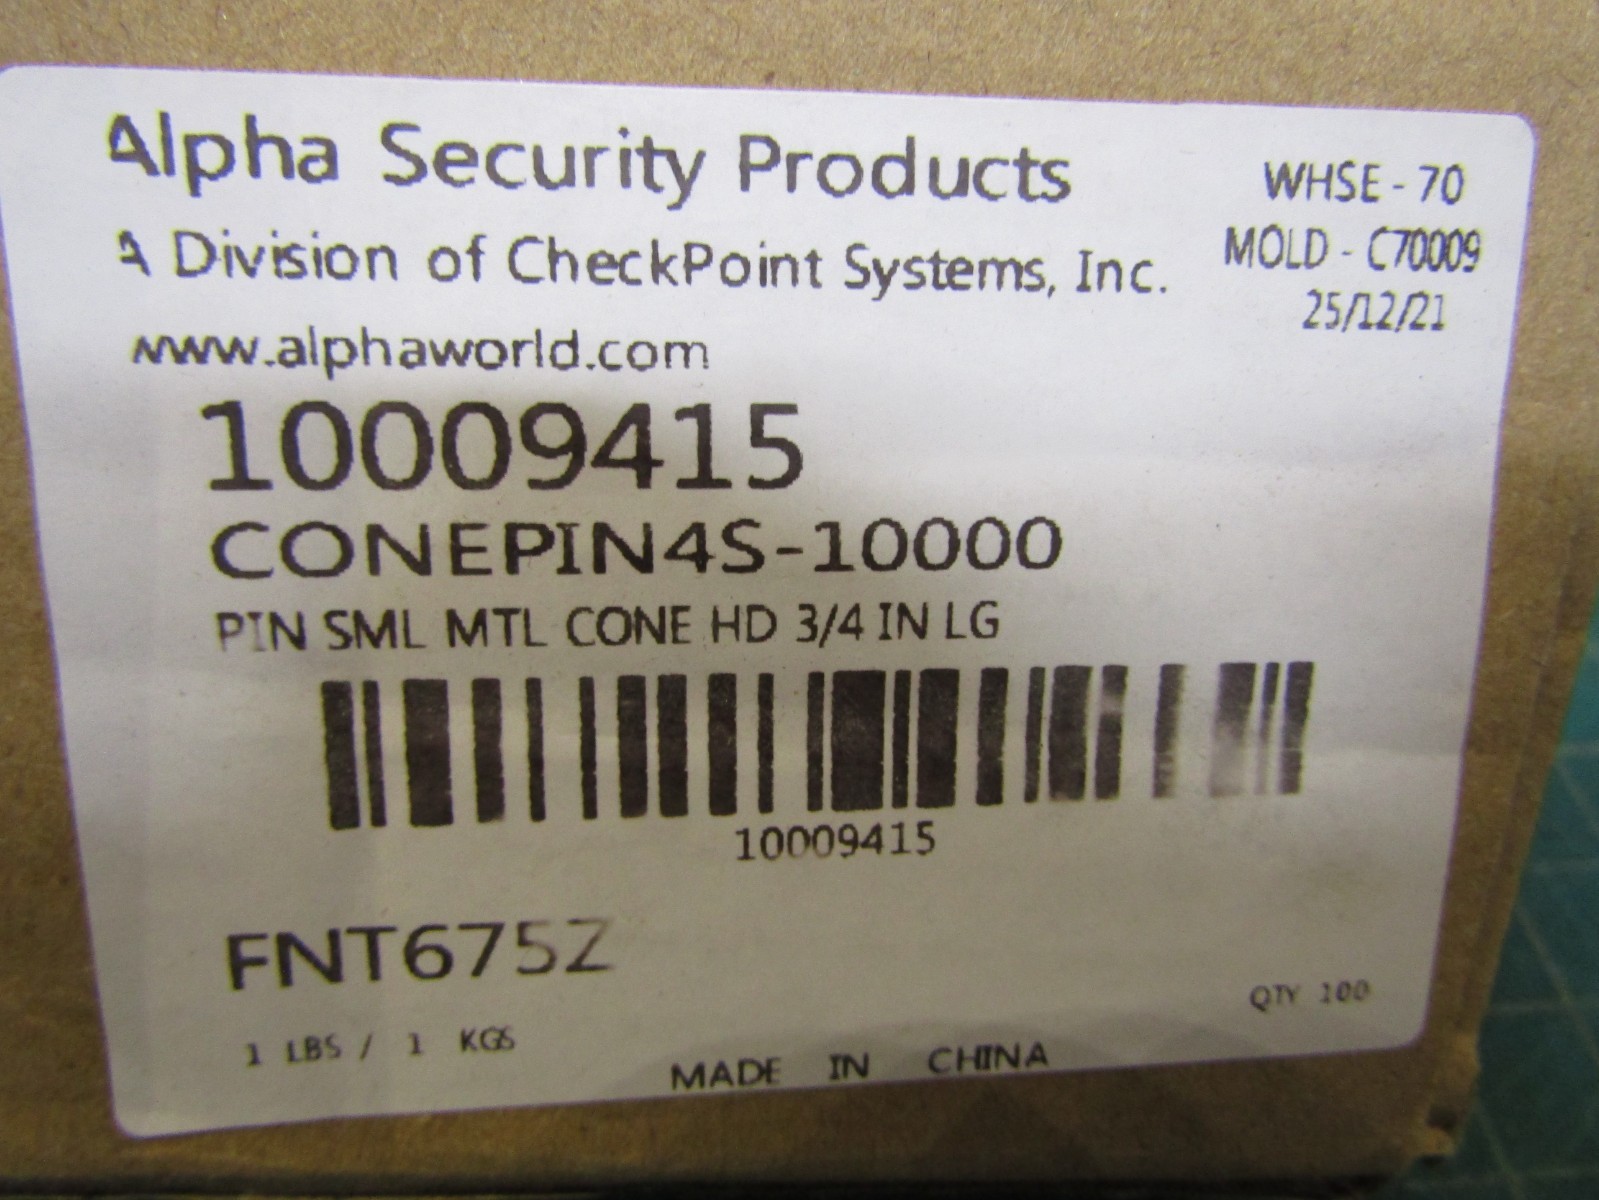 Alpha Security Products
A Division of CheckPoint Systems, Inc.
www.alphaworld.com
WHSE - 70
MOLD - C70009
25/12/21
10009415
CONEPIN4S-10000
PIN SML MTL CONE HD 3/4 IN LG
10009415
FNT675Z
1 LBS / 1 KGS
QTY 100
MADE IN CHINA